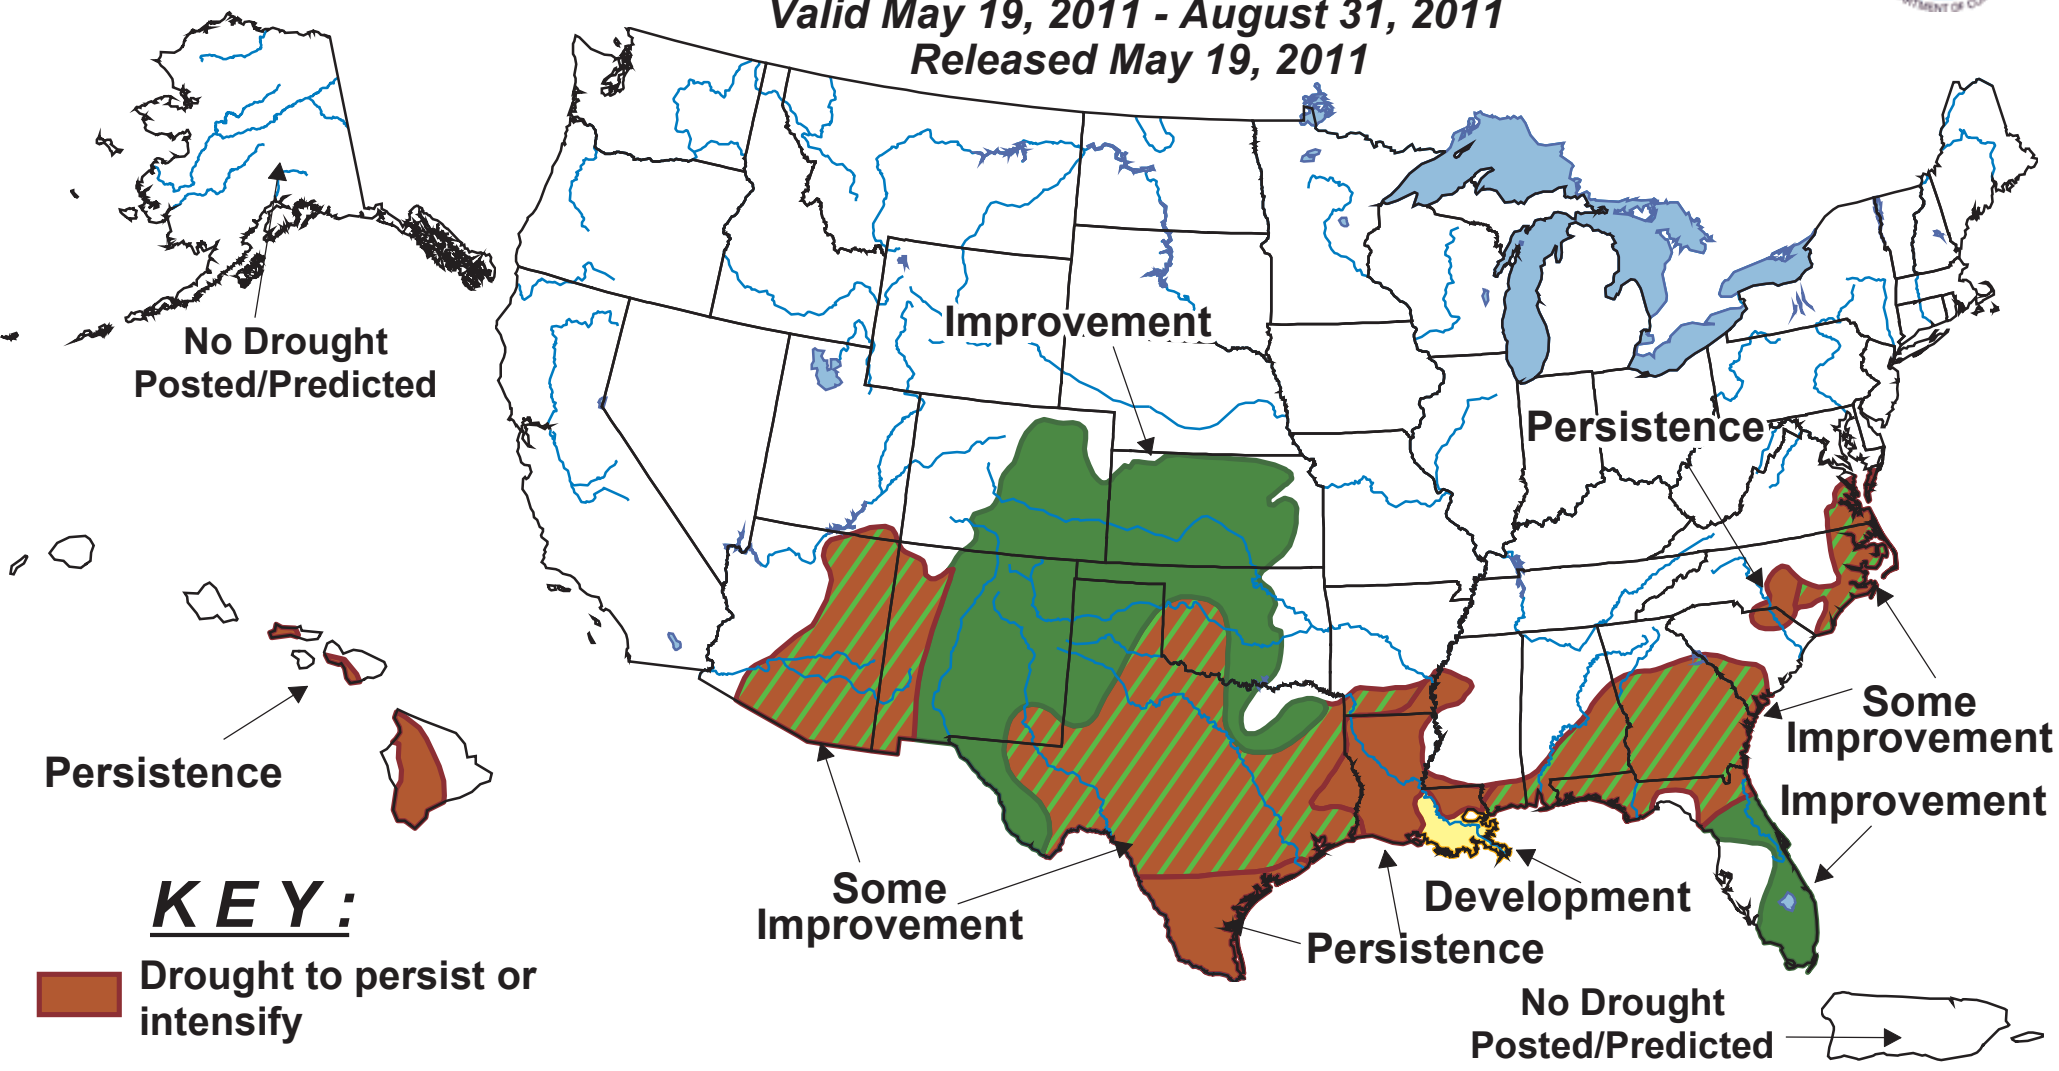 Valid May 19, 2011 - August 31, 2011
Released May 19, 2011
No Drought
Posted/Predicted
Improvement
Persistence
Persistence
Some
Improvement
Improvement
Some
Improvement
Development
Persistence
No Drought
Posted/Predicted
KEY:
Drought to persist or
intensify